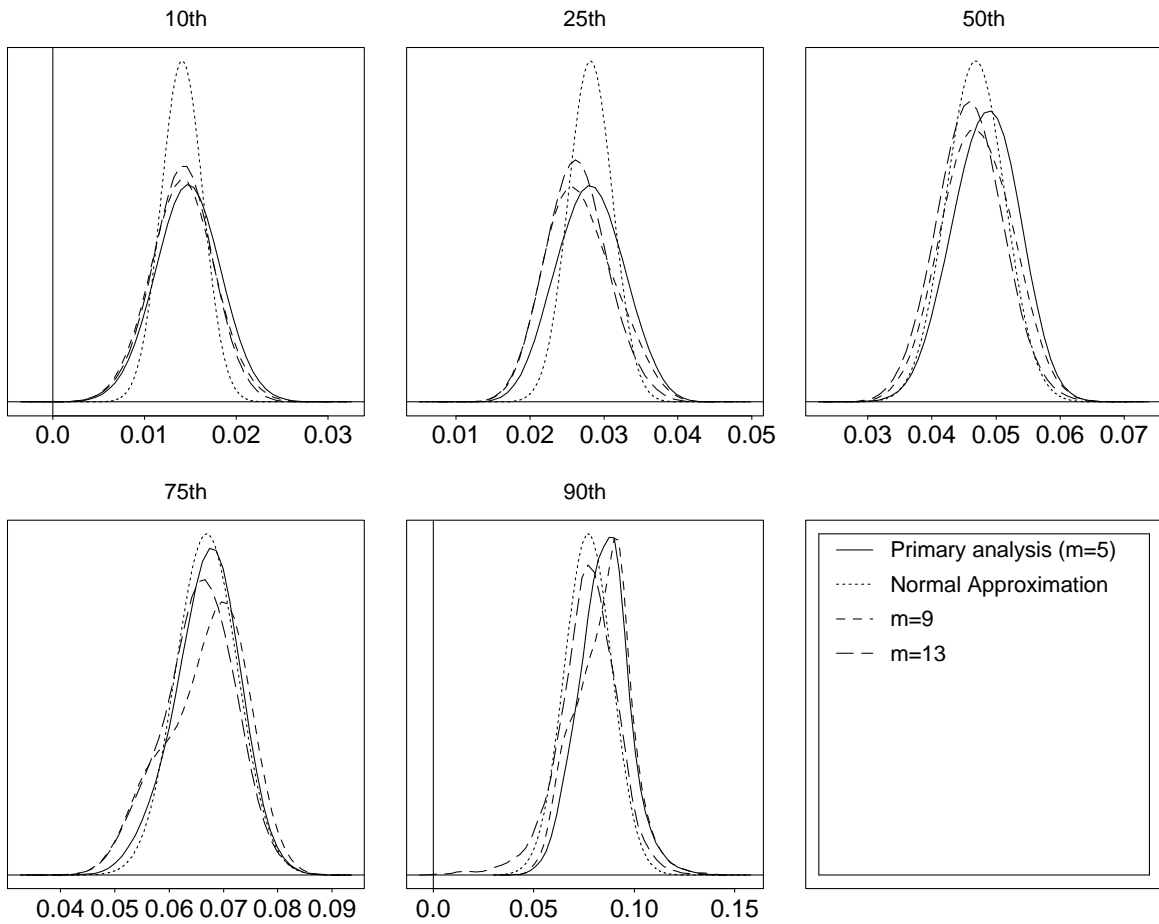 10th
25th
50th
0.0 0.01 0.02 0.03
0.01 0.02 0.03 0.04 0.05
0.03 0.04 0.05 0.06 0.07
75th
90th
Primary analysis (m=5)
Normal Approximation
m=9
m=13
0.04 0.05 0.06 0.07 0.08 0.09
0.0 0.05 0.10 0.15